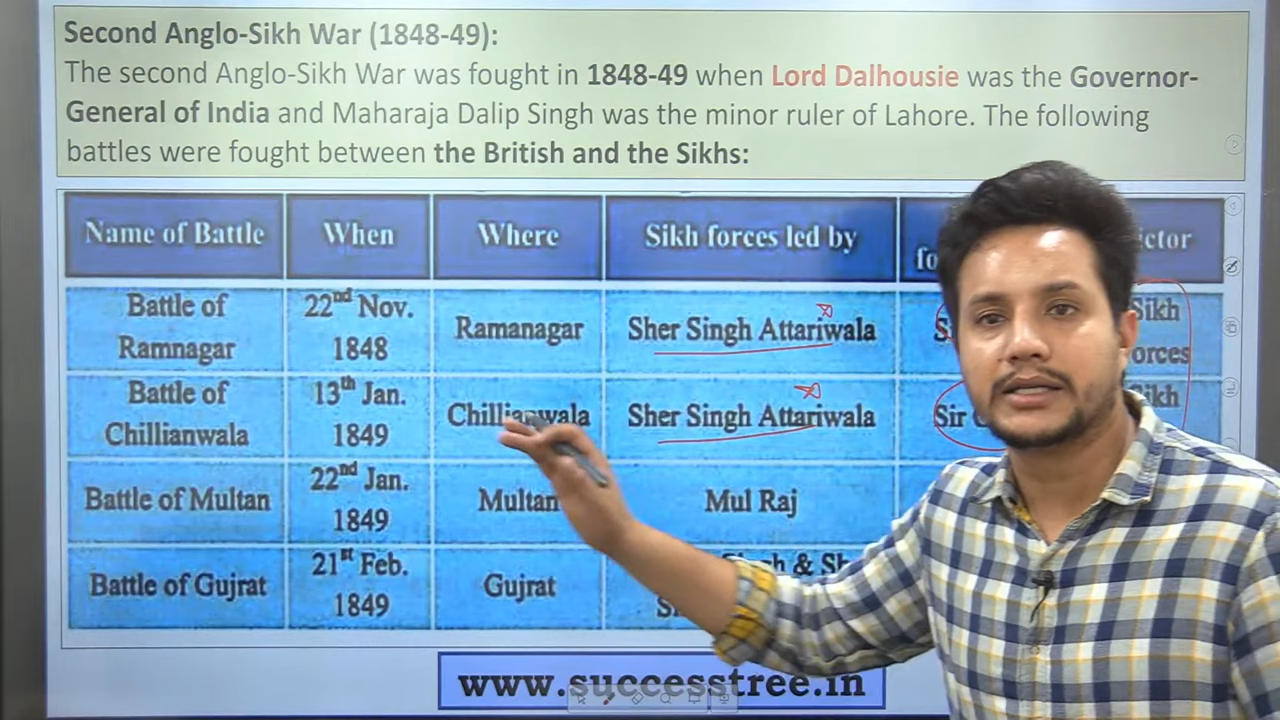 Second Anglo-Sikh War (1848-49):
The second Anglo-Sikh War was fought in 1848-49 when Lord Dalhousie was the Governor-
General of India and Maharaja Dalip Singh was the minor ruler of Lahore. The following
battles were fought between the British and the Sikhs:
Name of Battle When Where Sikh forces led by
Battle of Ramnagar 22nd Nov. 1848 Ramanagar Sher Singh Attariwala Sikh
Battle of Chillianwala 13th Jan. 1849 Chillianwala Sher Singh Attariwala Sir Sikh
Battle of Multan 22nd Jan. 1849 Multan Mul Raj
Battle of Gujrat 21st Feb. 1849 Gujrat &
www.successtree.in